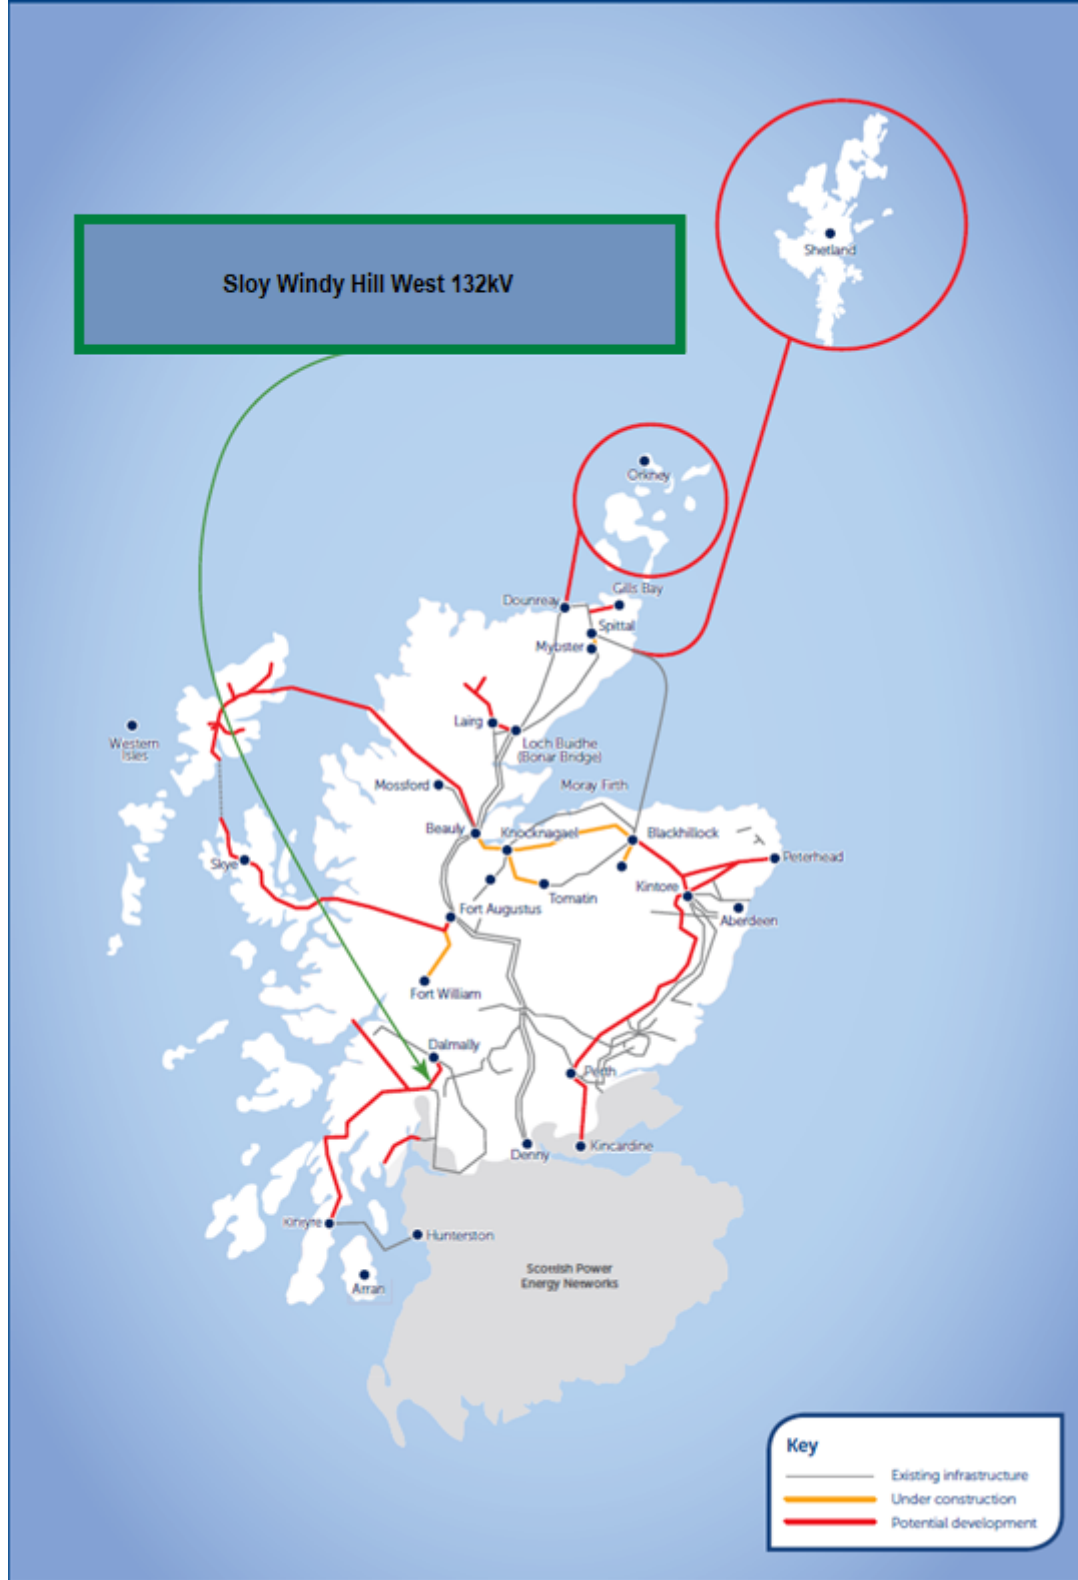 Sloy Windy Hill West 132kV
Shetland
Orkney
Gills Bay
Dounreay
Spittal
Mybster
Lairg
Loch Buidhe
(Bonar Bridge)
Western
Isles
Mossford
Moray Firth
Beauly
Knocknagael
Blackhillock
Peterhead
Skye
Kintore
Tomatin
Fort Augustus
Aberdeen
Fort William
Dalmally
Perth
Denny
Kincardine
Kintyre
Hunterston
Arran
Scottish Power
Energy Networks
Key
Existing infrastructure
Under construction
Potential development